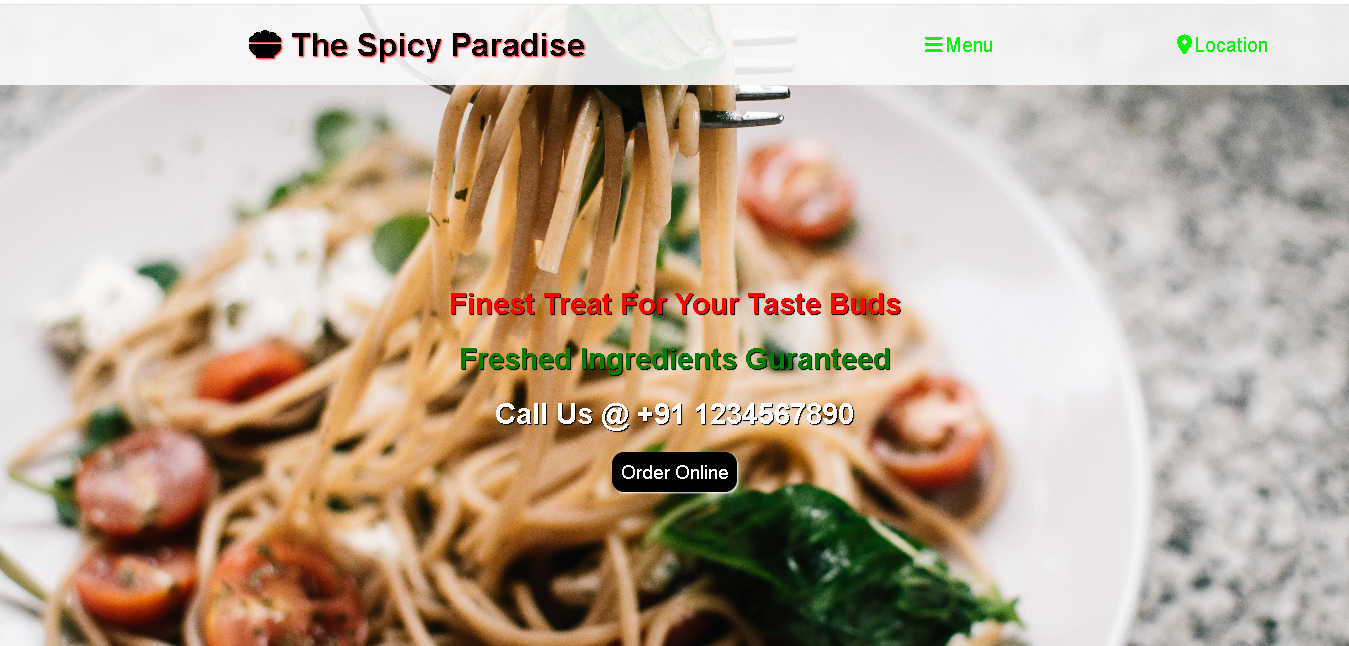 The Spicy Paradise
Menu
Location
Finest Treat For Your Taste Buds
Freshed Ingredients Guranteed
Call Us @ +91 1234567890
Order Online